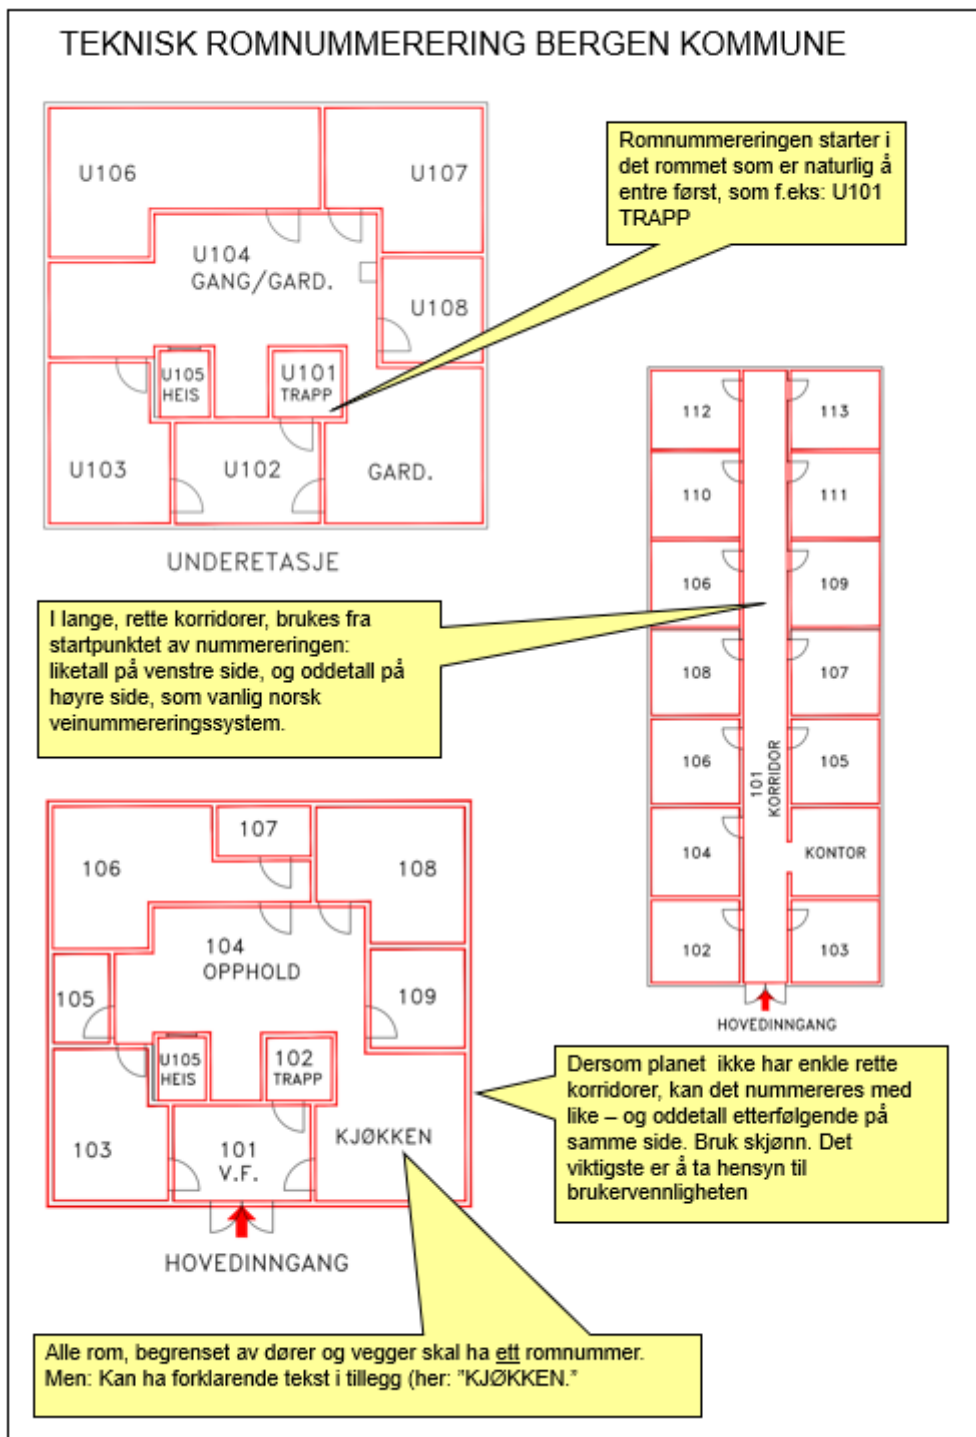 TEKNISK ROMNUMMERERING BERGEN KOMMUNE
U106
U107
U104
GANG/GARD.
U108
U105
HEIS
U101
TRAPP
U103
U102
GARD.
UNDERETASJE
Romnummereringen starter i
det rommet som er naturlig å
entre først, som f.eks: U101
TRAPP
112
113
110
111
106
109
108
107
106
105
101
KORRIDOR
104
KONTOR
102
103
HOVEDINNGANG
I lange, rette korridorer, brukes fra
startpunktet av nummereringen:
liketall på venstre side, og oddetall på
høyre side, som vanlig norsk
veinummereringssystem.
107
106
108
104
OPPHOLD
105
109
U105
HEIS
102
TRAPP
103
101
V.F.
KJØKKEN
HOVEDINNGANG
Dersom planet ikke har enkle rette
korridorer, kan det nummereres med
like – og oddetall etterfølgende på
samme side. Bruk skjønn. Det
viktigste er å ta hensyn til
brukervennligheten
Alle rom, begrenset av dører og vegger skal ha ett romnummer.
Men: Kan ha forklarende tekst i tillegg (her: "KJØKKEN."